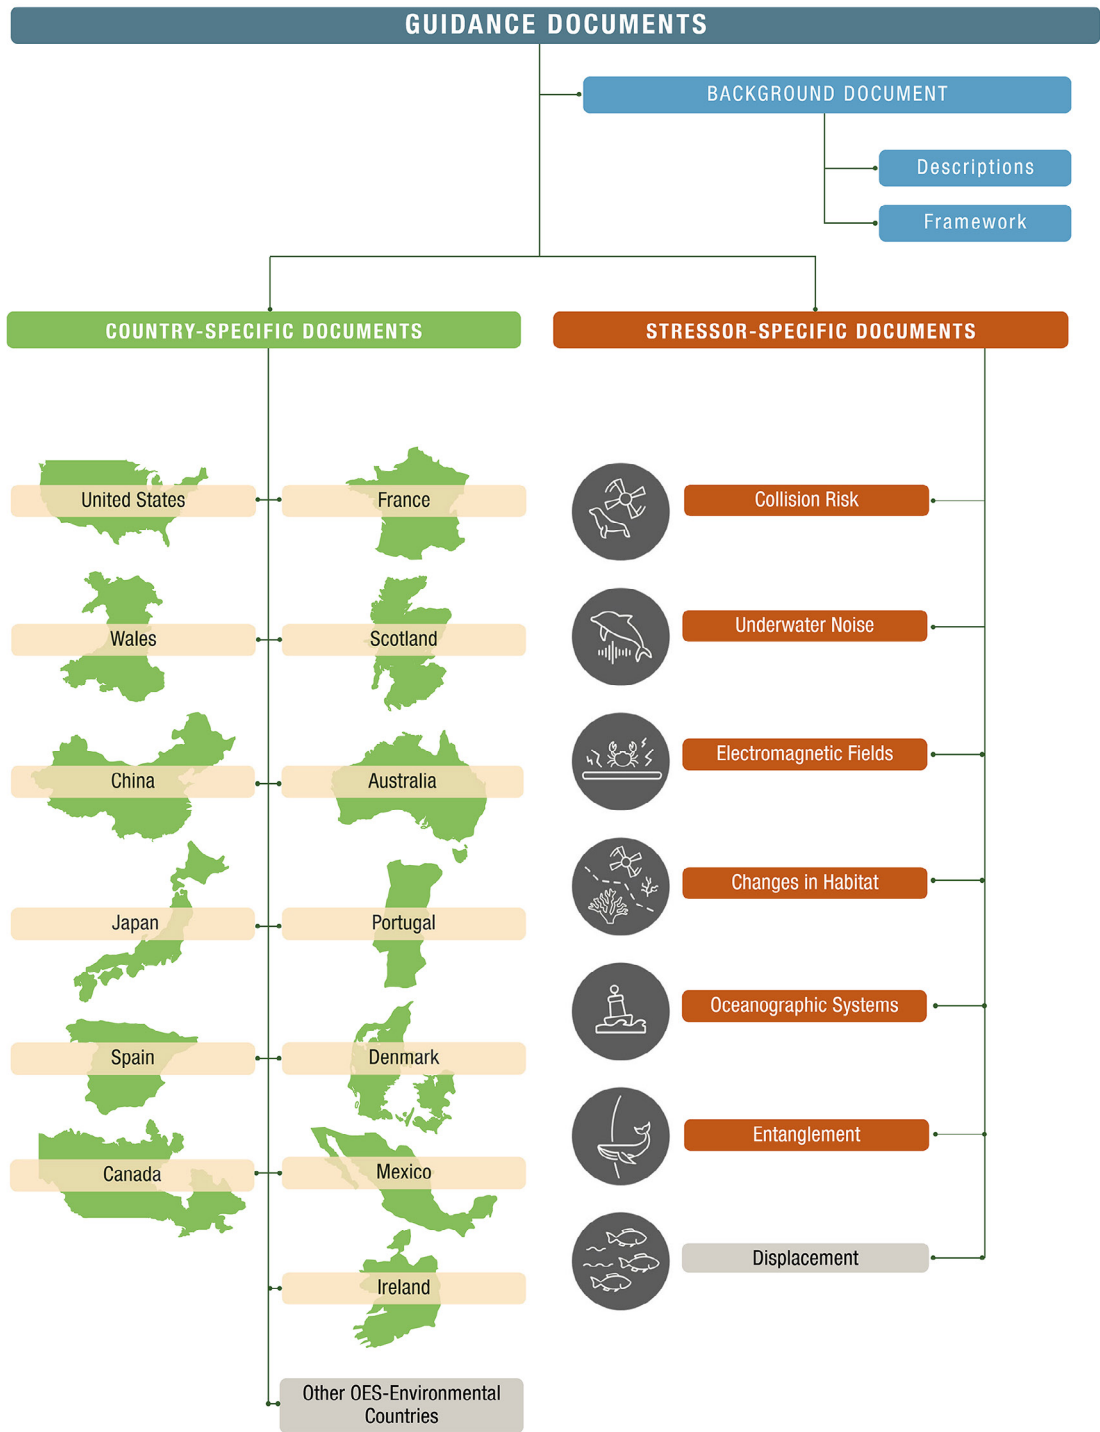 GUIDANCE DOCUMENTS
BACKGROUND DOCUMENT
Descriptions
Framework
COUNTRY-SPECIFIC DOCUMENTS
United States
France
Wales
Scotland
China
Australia
Japan
Portugal
Spain
Denmark
Canada
Mexico
Ireland
Other OES-Environmental
Countries
STRESSOR-SPECIFIC DOCUMENTS
Collision Risk
Underwater Noise
Electromagnetic Fields
Changes in Habitat
Oceanographic Systems
Entanglement
Displacement